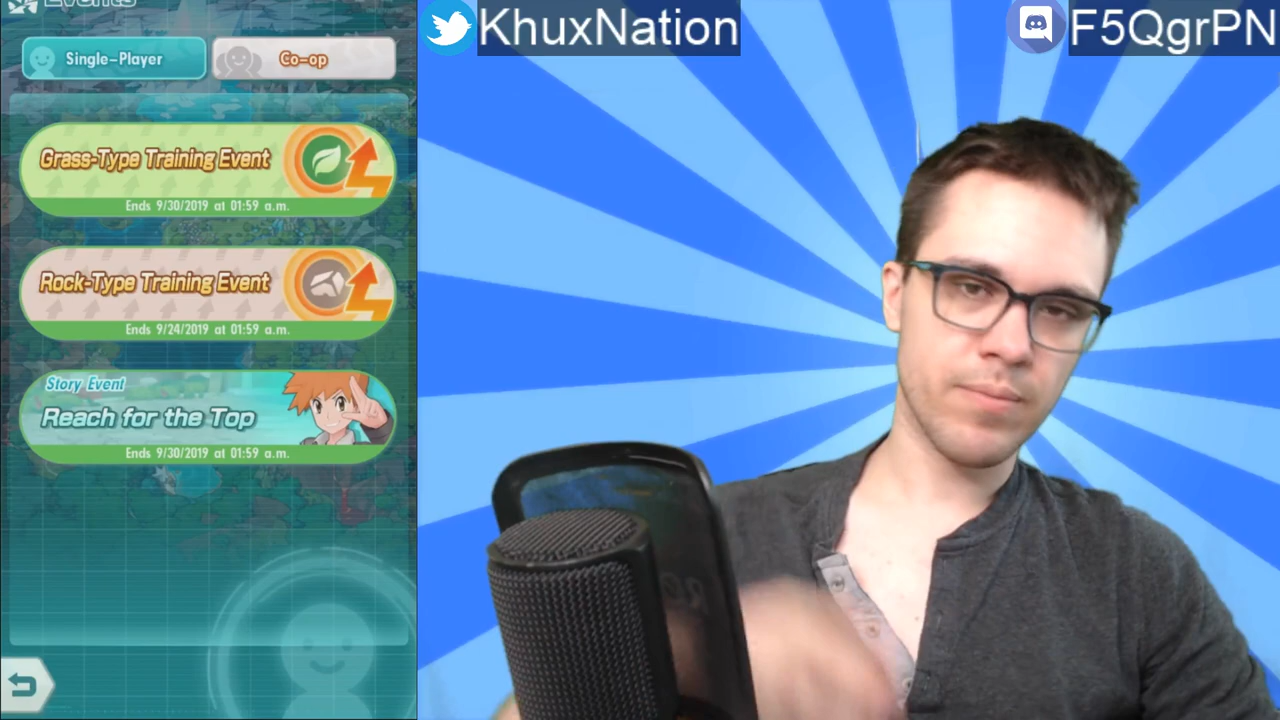 Events
Single-Player
Co-op
Grass-Type Training Event
Ends 9/30/2019 at 01:59 a.m.
Rock-Type Training Event
Ends 9/24/2019 at 01:59 a.m.
Story Event
Reach for the Top
Ends 9/30/2019 at 01:59 a.m.
KhuxNation
F5QgrPN